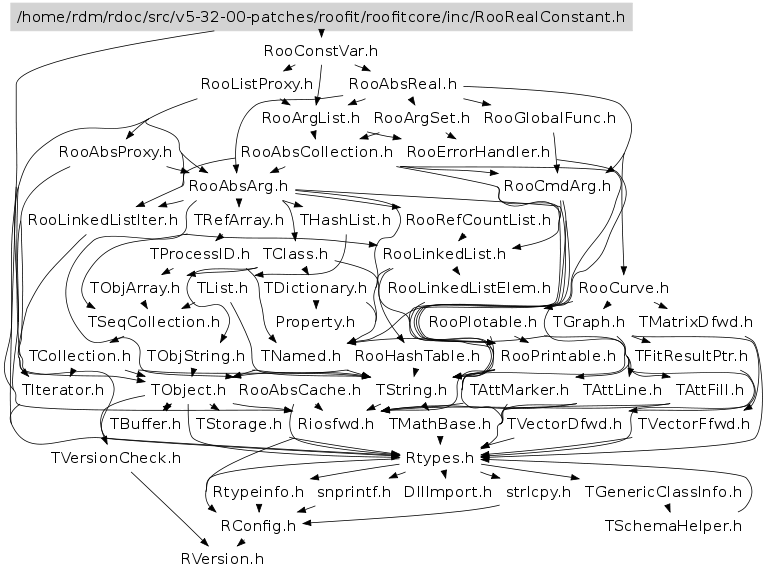 /home/rdm/rdoc/src/v5-32-00-patches/roofit/roofitcore/inc/RooRealConstant.h
RooConstVar.h
RooListProxy.h RooAbsReal.h
RooArgList.h RooArgSet.h RooGlobalFunc.h
RooAbsProxy.h RooAbsCollection.h RooErrorHandler.h
RooAbsArg.h RooCmdArg.h
RooLinkedListIter.h TRefArray.h THashList.h RooRefCountList.h
TProcessID.h TClass.h RooLinkedList.h
TObjArray.h TList.h TDictionary.h RooLinkedListElem.h RooCurve.h
TSeqCollection.h Property.h RooPlotable.h TGraph.h TMatrixDfwd.h
TCollection.h TObjString.h TNamed.h RooHashTable.h RooPrintable.h TFitResultPtr.h
TIterator.h TObject.h RooAbsCache.h TString.h TAttMarker.h TAttLine.h TAttFill.h
TBuffer.h TStorage.h Riosfwd.h TMathBase.h TVectorDfwd.h TVectorFfwd.h
TVersionCheck.h Rtypes.h
Rtypeinfo.h snprintf.h DllImport.h strlcpy.h TGenericClassInfo.h
RConfig.h TSchemaHelper.h
RVersion.h